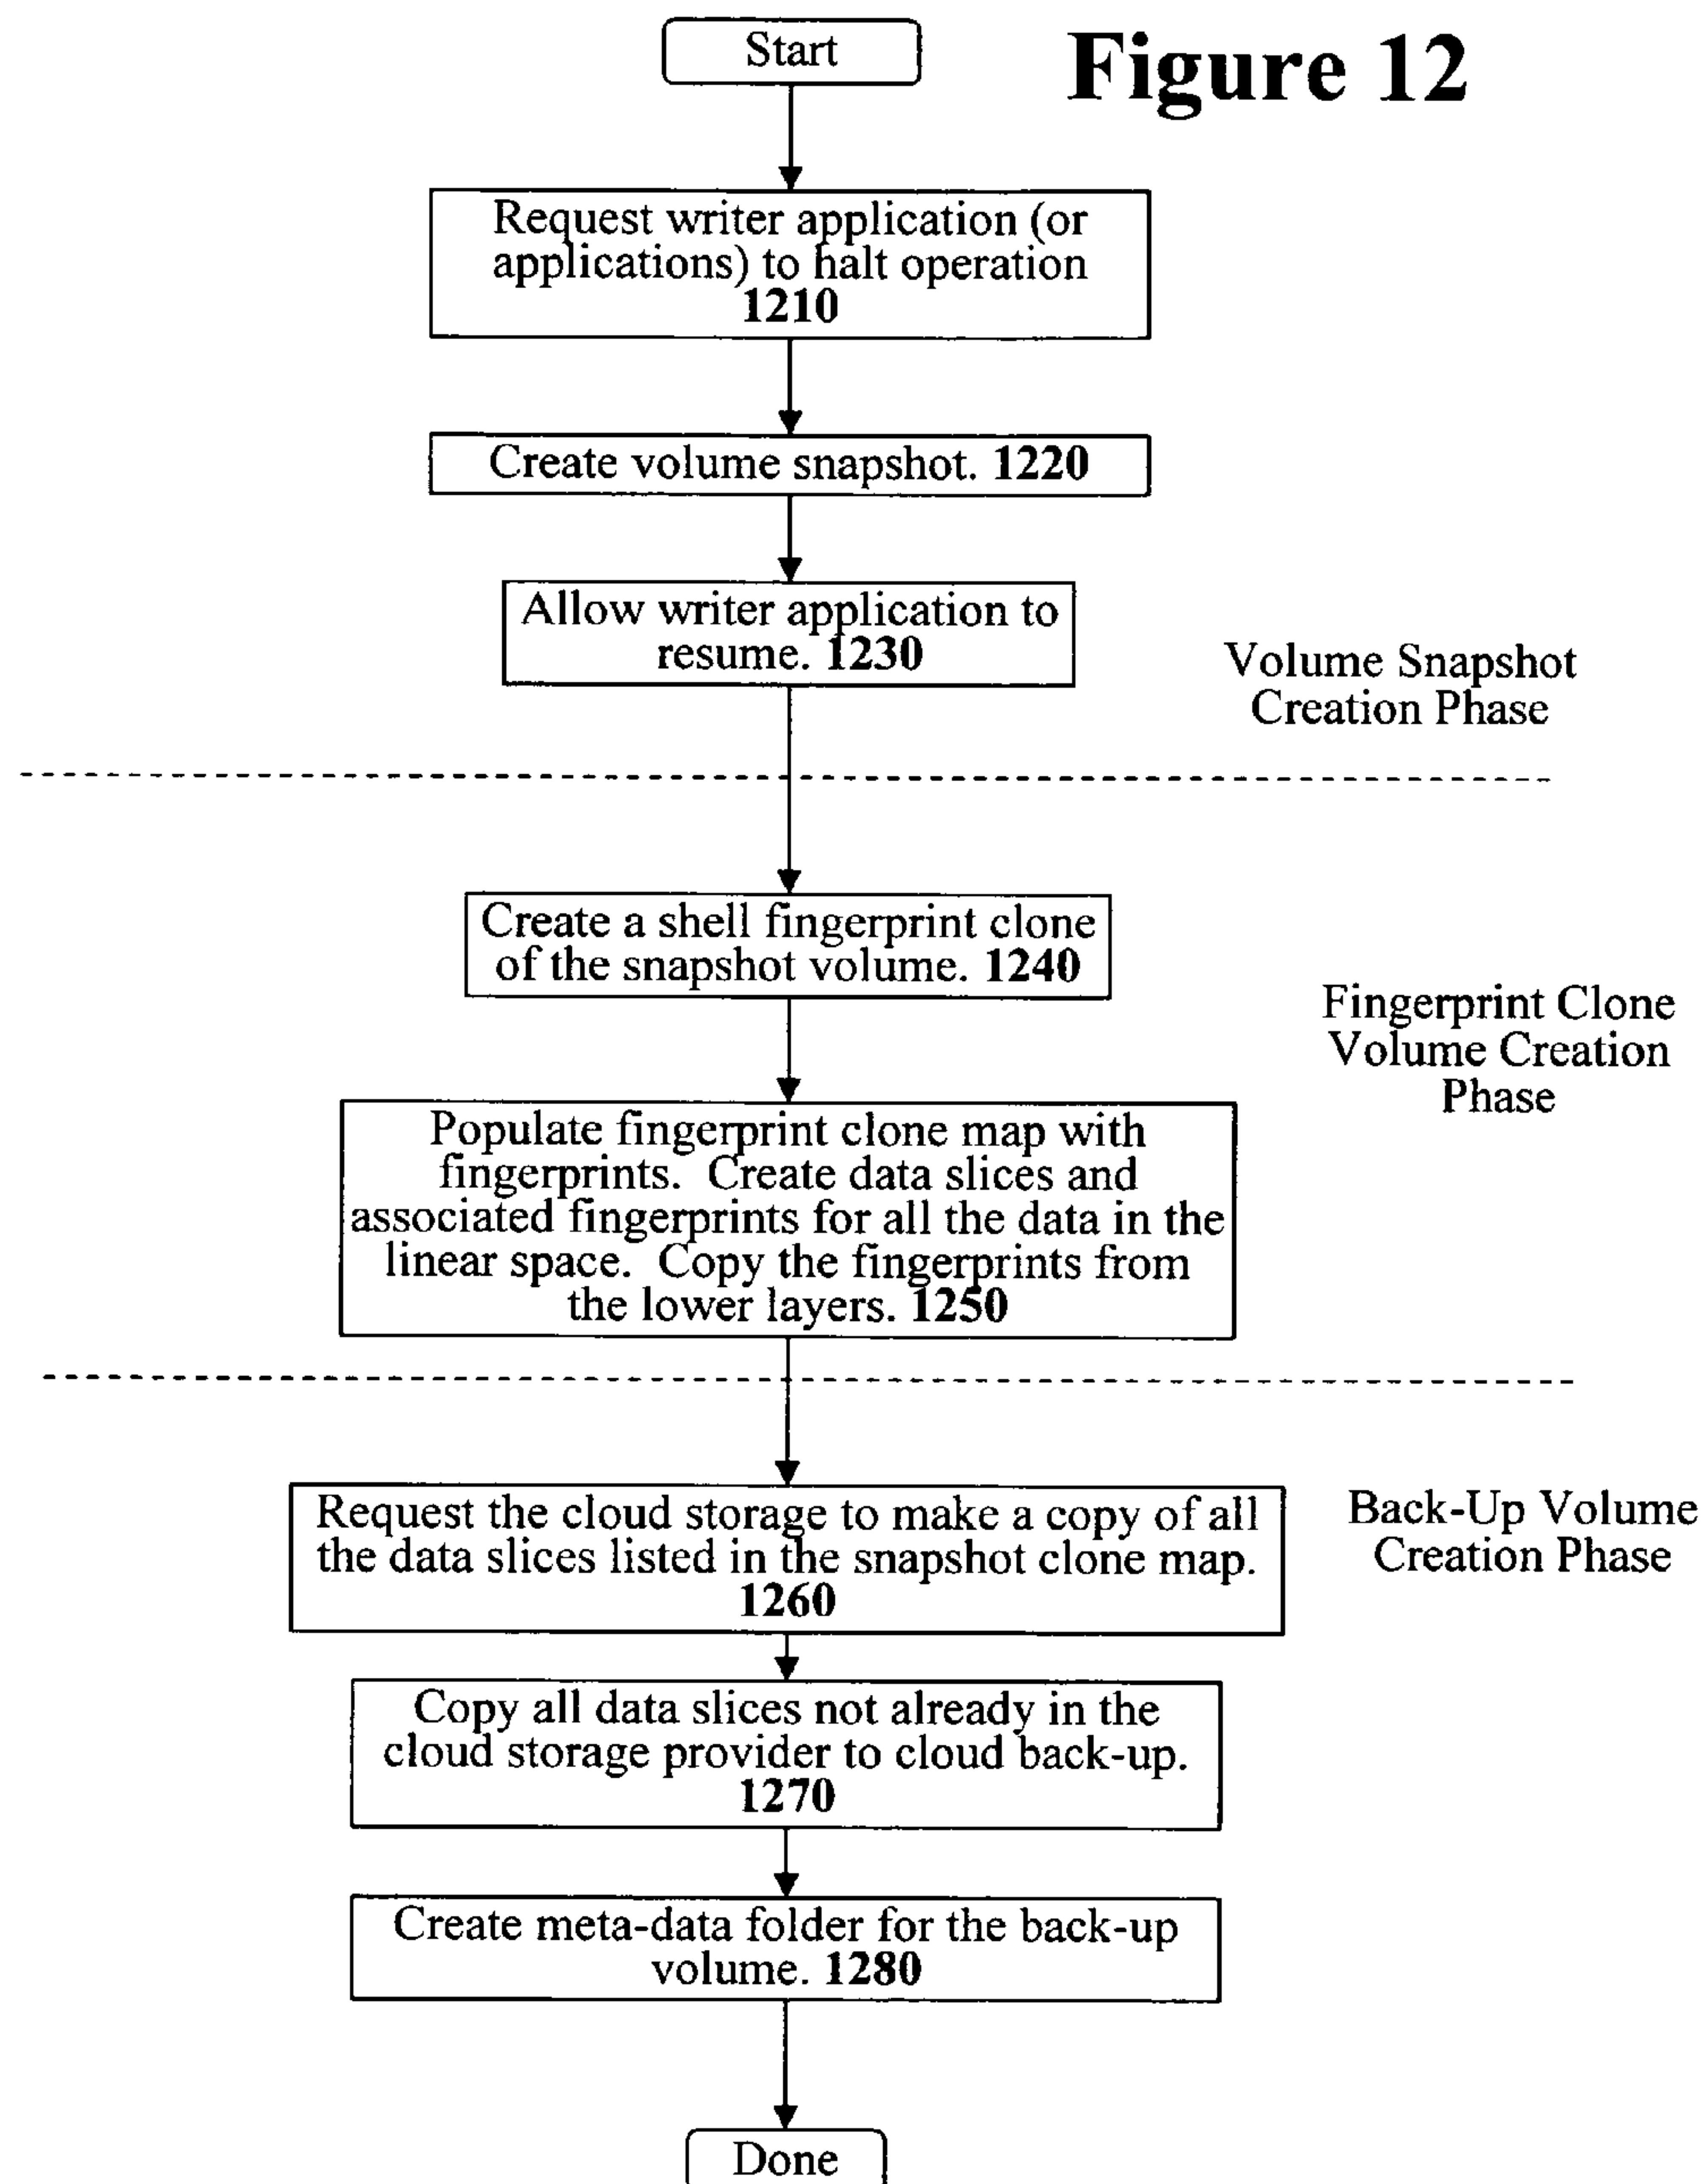 Start
Figure 12
Request writer application (or
applications) to halt operation
1210
Create volume snapshot. 1220
Allow writer application to
resume. 1230
Volume Snapshot
Creation Phase
Create a shell fingerprint clone
of the snapshot volume. 1240
Fingerprint Clone
Volume Creation
Phase
Populate fingerprint clone map with
fingerprints. Create data slices and
associated fingerprints for all the data in the
linear space. Copy the fingerprints from
the lower layers. 1250
Request the cloud storage to make a copy of all
the data slices listed in the snapshot clone map.
1260
Back-Up Volume
Creation Phase
Copy all data slices not already in the
cloud storage provider to cloud back-up.
1270
Create meta-data folder for the back-up
volume. 1280
Done